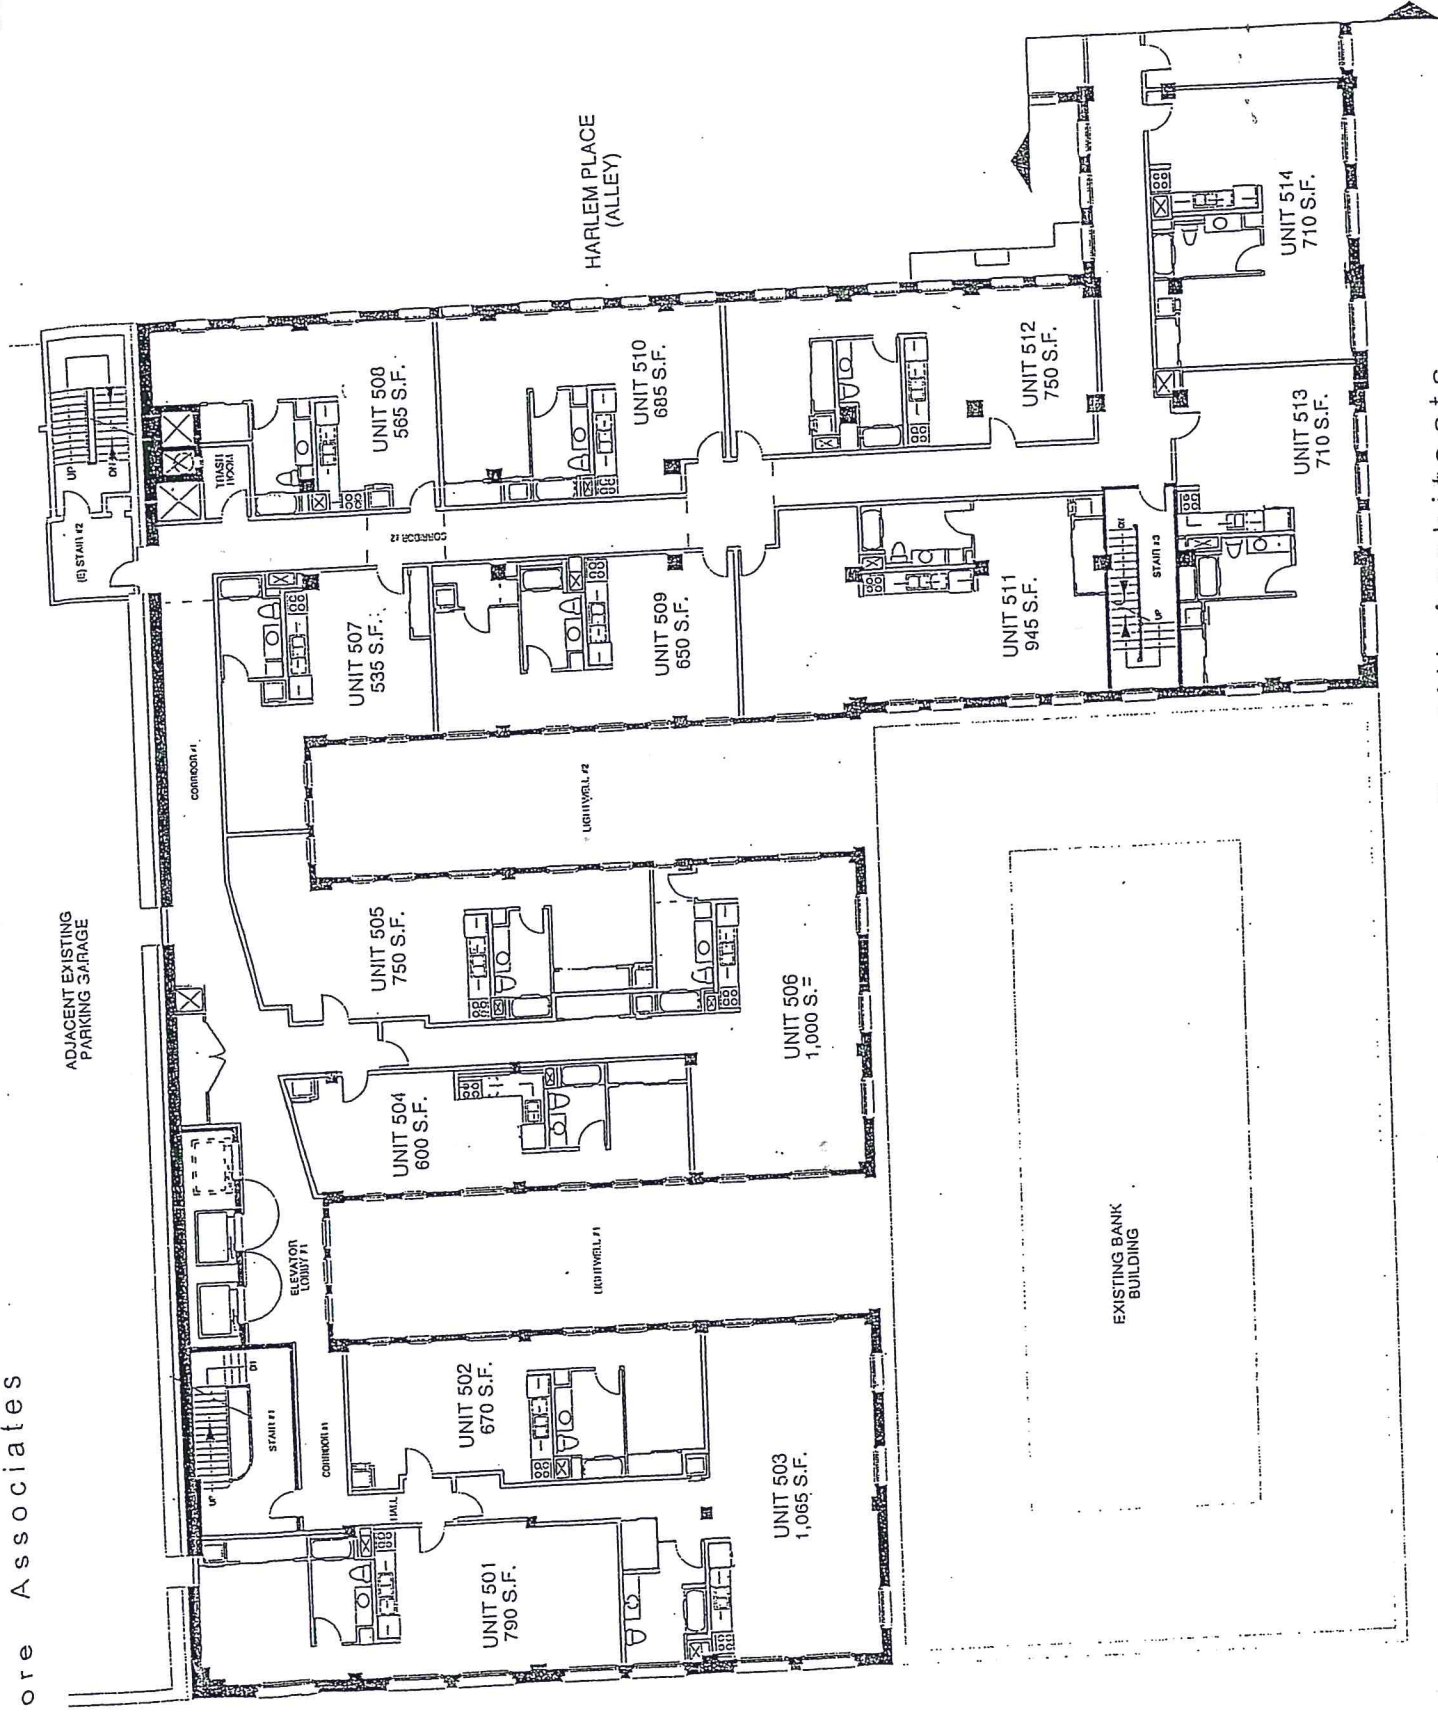 ore Associates
ADJACENT EXISTING
PARKING GARAGE
HARLEM PLACE
(ALLEY)
(E) STAIR #2
UP
DN
TRASH
ROOM
CORRIDOR #1
CORRIDOR #2
UNIT 508
565 S.F.
UNIT 510
685 S.F.
UNIT 512
750 S.F.
UNIT 514
710 S.F.
UNIT 513
710 S.F.
UNIT 507
535 S.F.
UNIT 509
650 S.F.
UNIT 511
945 S.F.
STAIR #3
UP
LIGHTWELL #2
UNIT 505
750 S.F.
UNIT 506
1,000 S.=
UNIT 504
600 S.F.
ELEVATOR
LOBBY #1
LIGHTWELL #1
STAIR #1
CORRIDOR #1
HALL
UNIT 502
670 S.F.
UNIT 503
1,065 S.F.
UNIT 501
790 S.F.
EXISTING BANK
BUILDING